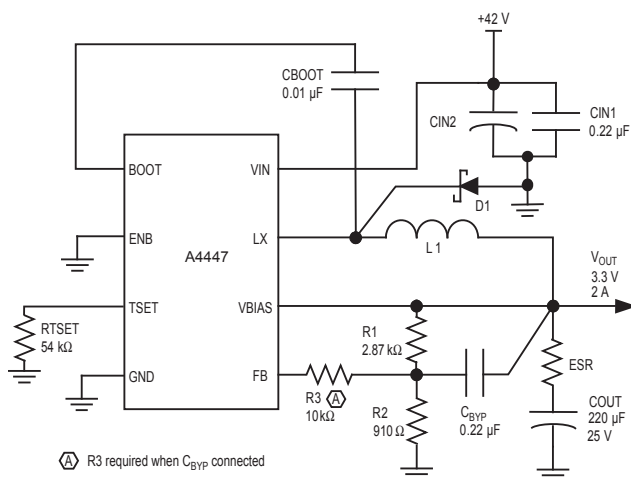 +42 V
CBOOT
0.01 µF
CIN2
CIN1
0.22 µF
BOOT
VIN
D1
ENB
A4447
LX
L1
VOUT
3.3 V
2 A
TSET
VBIAS
RTSET
54 kΩ
R1
2.87 kΩ
ESR
GND
FB
R3
A
10kΩ
R2
910 Ω
CBYP
0.22 µF
COUT
220 µF
25 V
A R3 required when CBYP connected